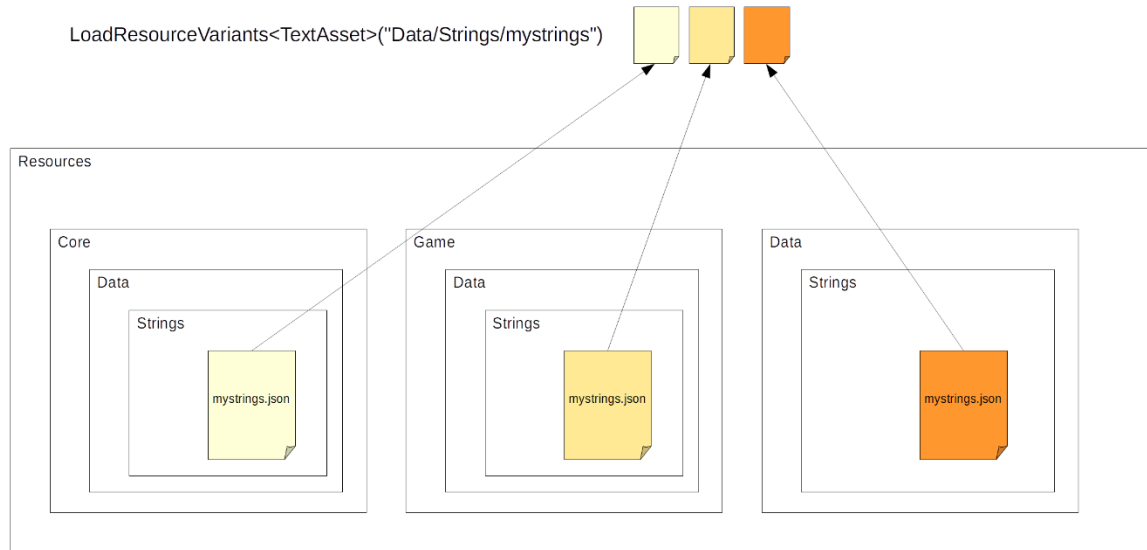 LoadResourceVariants<TextAsset>("Data/Strings/mystrings")
Resources
Core
Game
Data
Data
Data
Strings
Strings
Strings
mystrings.json
mystrings.json
mystrings.json